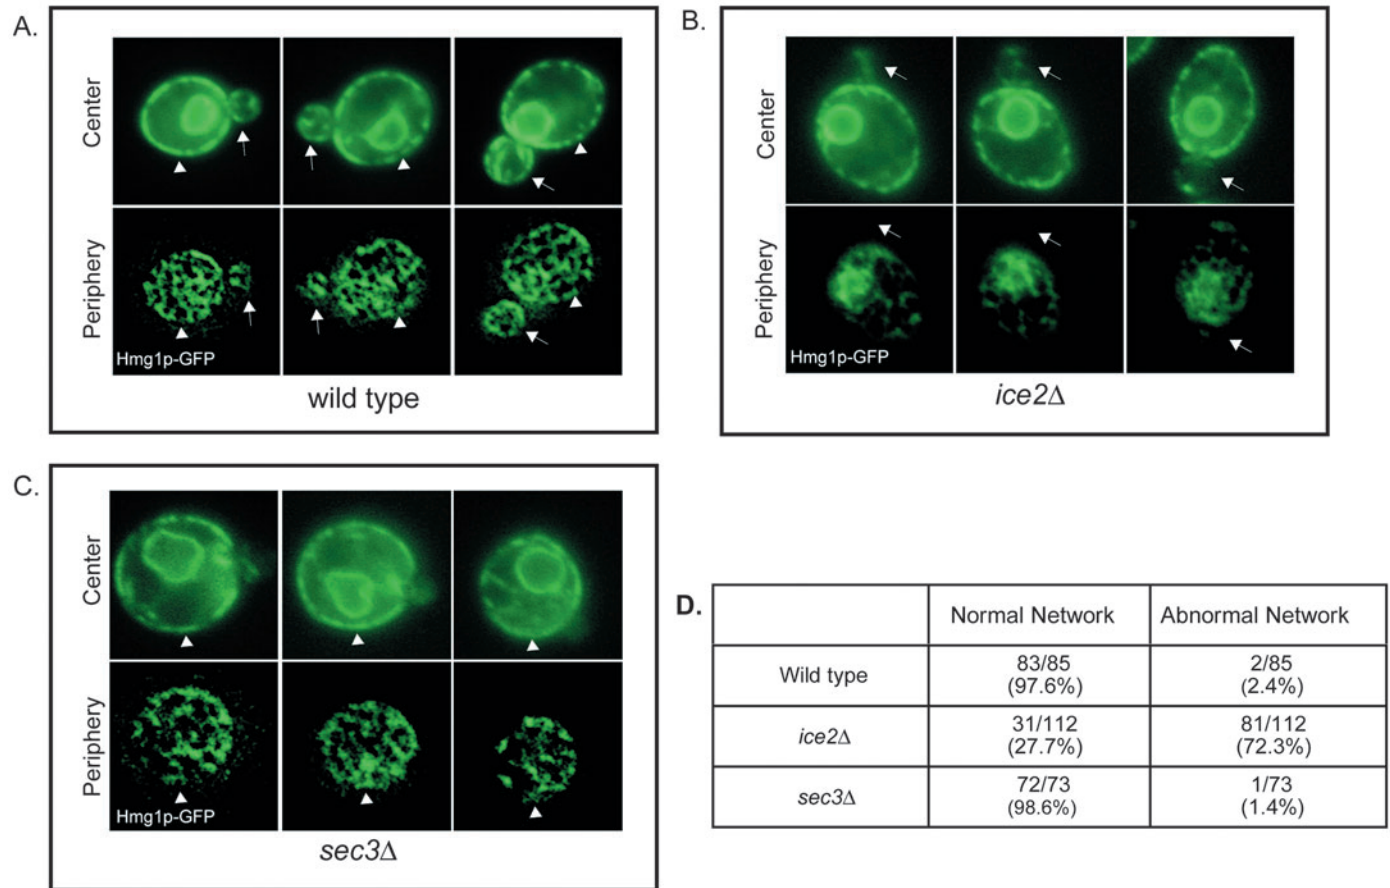 A.
Center
Periphery
Hmg1p-GFP
wild type
B.
Center
Periphery
Hmg1p-GFP
ice2Δ
C.
Center
Periphery
Hmg1p-GFP
sec3Δ
D.
Normal Network Abnormal Network
Wild type 83/85 (97.6%) 2/85 (2.4%)
ice2Δ 31/112 (27.7%) 81/112 (72.3%)
sec3Δ 72/73 (98.6%) 1/73 (1.4%)